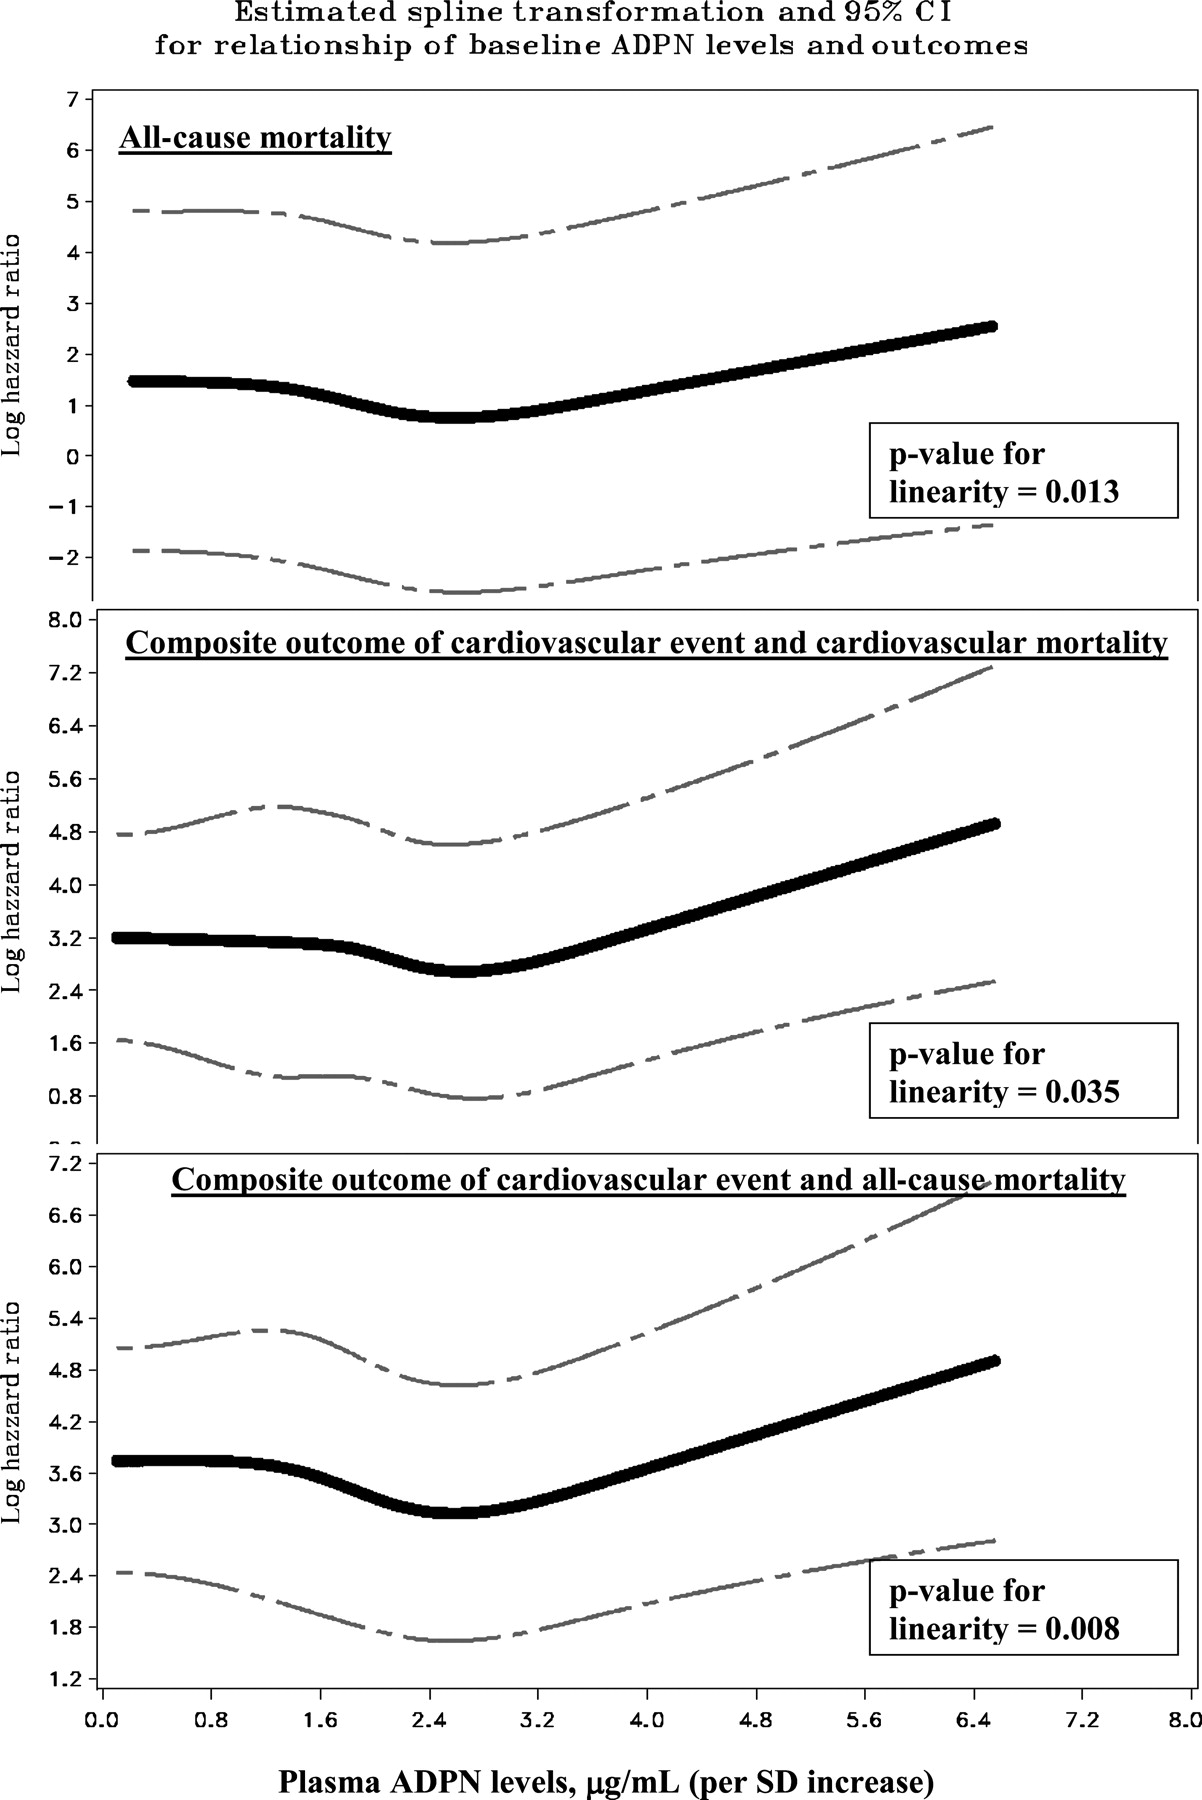 Estimated spline transformation and 95% CI
for relationship of baseline ADPN levels and outcomes
All-cause mortality
Log hazzard ratio
7
6
5
4
3
2
1
0
−1
−2
p-value for
linearity = 0.013
Composite outcome of cardiovascular event and cardiovascular mortality
Log hazzard ratio
8.0
7.2
6.4
5.6
4.8
4.0
3.2
2.4
1.6
0.8
p-value for
linearity = 0.035
Composite outcome of cardiovascular event and all-cause mortality
Log hazzard ratio
7.2
6.6
6.0
5.4
4.8
4.2
3.6
3.0
2.4
1.8
1.2
p-value for
linearity = 0.008
0.0 0.8 1.6 2.4 3.2 4.0 4.8 5.6 6.4 7.2 8.0
Plasma ADPN levels, μg/mL (per SD increase)